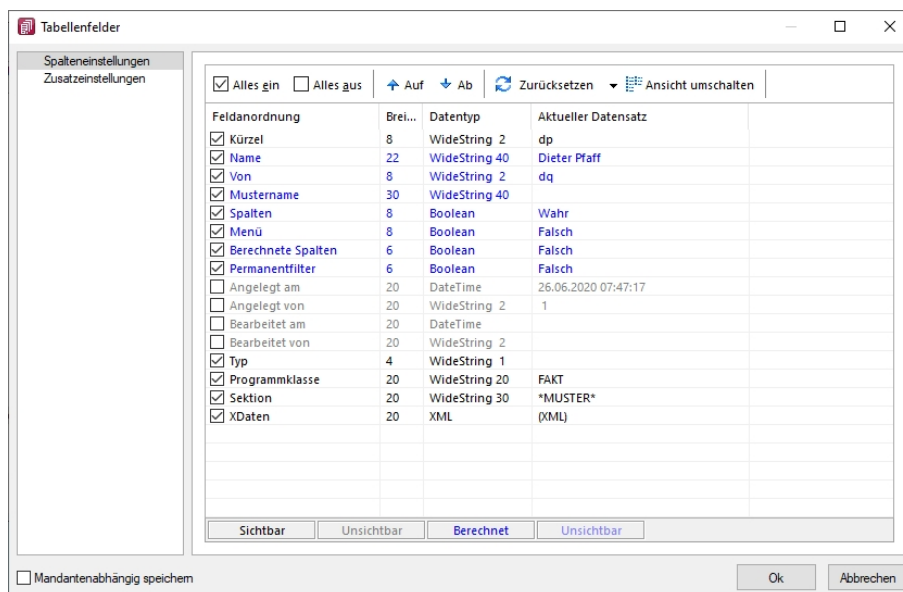 Tabellenfelder
Spalteneinstellungen
Zusatzeinstellungen
Alles ein Alles aus Auf Ab Zurücksetzen Ansicht umschalten
Feldanordnung Brei... Datentyp Aktueller Datensatz
Kürzel 8 WideString 2 dp
Name 22 WideString 40 Dieter Pfaff
Von 8 WideString 2 dq
Mustername 30 WideString 40
Spalten 8 Boolean Wahr
Menü 8 Boolean Falsch
Berechnete Spalten 6 Boolean Falsch
Permanentfilter 6 Boolean Falsch
Angelegt am 20 DateTime 26.06.2020 07:47:17
Angelegt von 20 WideString 2 1
Bearbeitet am 20 DateTime
Bearbeitet von 20 WideString 2
Typ 4 WideString 1
Programmklasse 20 WideString 20 FAKT
Sektion 20 WideString 30 *MUSTER*
XDaten 20 XML (XML)
Sichtbar Unsichtbar Berechnet Unsichtbar
Mandantenabhängig speichern Ok Abbrechen